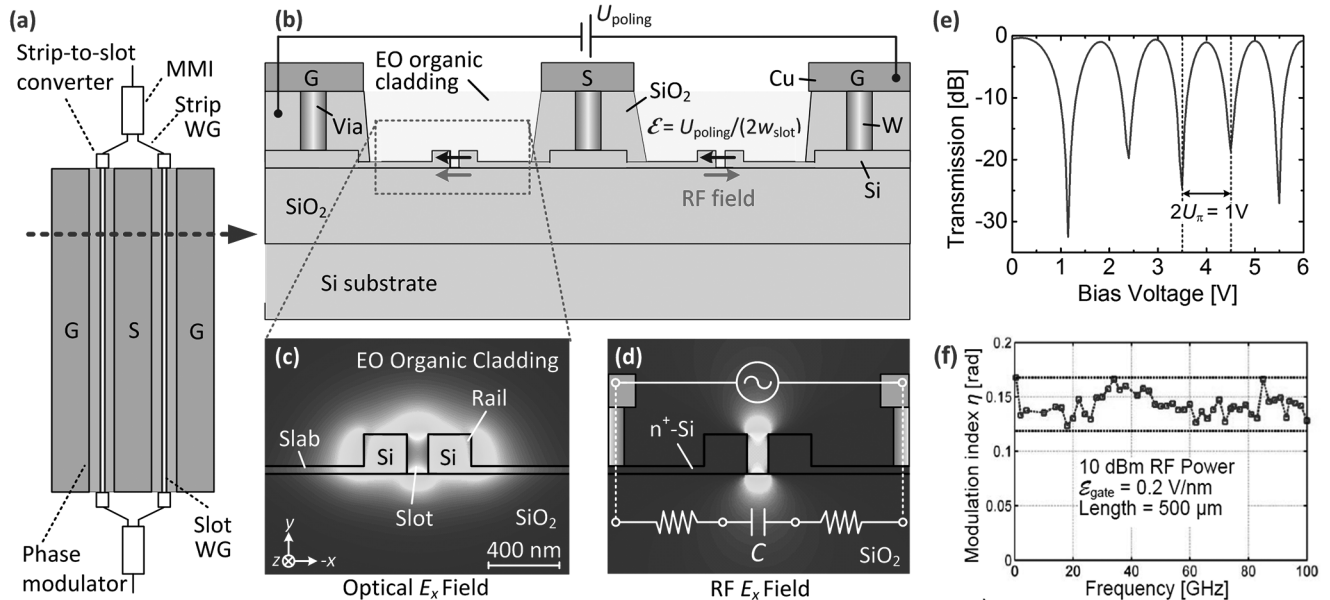 (a)
Strip-to-slot
converter
MMI
Strip
WG
G
S
G
Phase
modulator
Slot
WG
(b)
U_poling
EO organic
cladding
G
S
G
Cu
SiO₂
Via
W
ℰ = U_poling/(2w_slot)
RF field
Si
SiO₂
Si substrate
(c)
EO Organic Cladding
Rail
Slab
Si
Si
Slot
SiO₂
y
z
-x
400 nm
Optical Eₓ Field
(d)
n⁺-Si
C
SiO₂
RF Eₓ Field
(e)
Transmission [dB]
0
-10
-20
-30
2U_π = 1V
0 1 2 3 4 5 6
Bias Voltage [V]
(f)
Modulation index η [rad]
0.2
0.15
0.1
0.05
0
10 dBm RF Power
ℰ_gate = 0.2 V/nm
Length = 500 µm
0 20 40 60 80 100
Frequency [GHz]